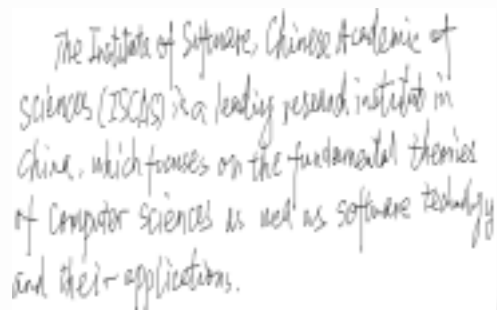 The Institute of Software, Chinese Academic of
sciences (ISCAS) is a leading research institut in
China, which focuses on the fundamental theories
of computer sciences as well as software technology
and their applications.